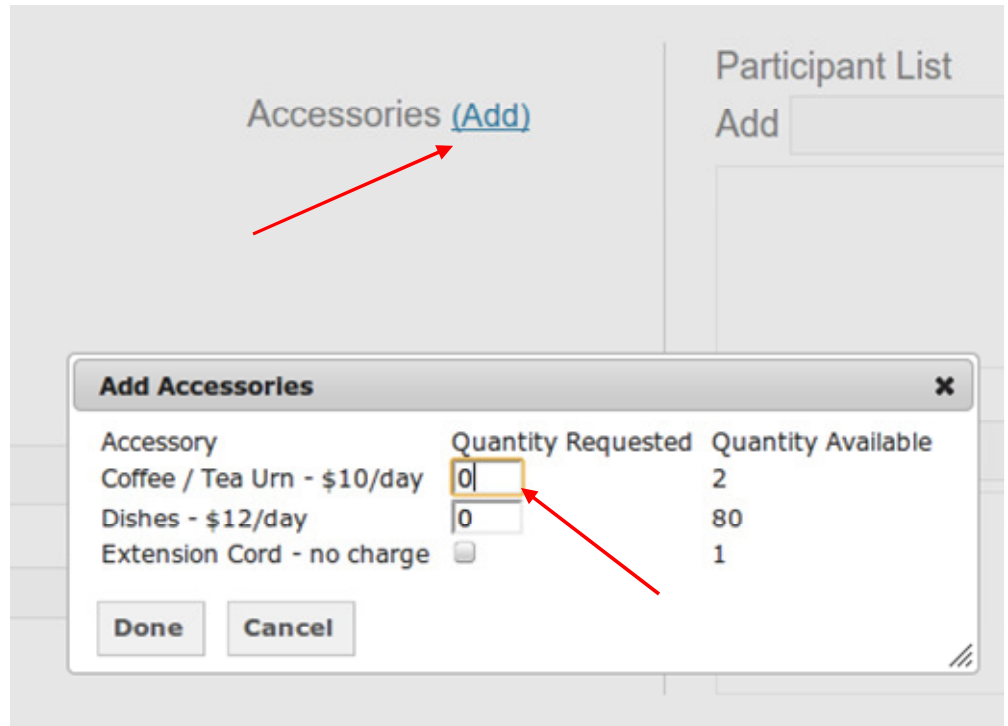 Participant List
Accessories (Add)
Add
Add Accessories
Accessory Quantity Requested Quantity Available
Coffee / Tea Urn - $10/day 0 2
Dishes - $12/day 0 80
Extension Cord - no charge 1
Done Cancel